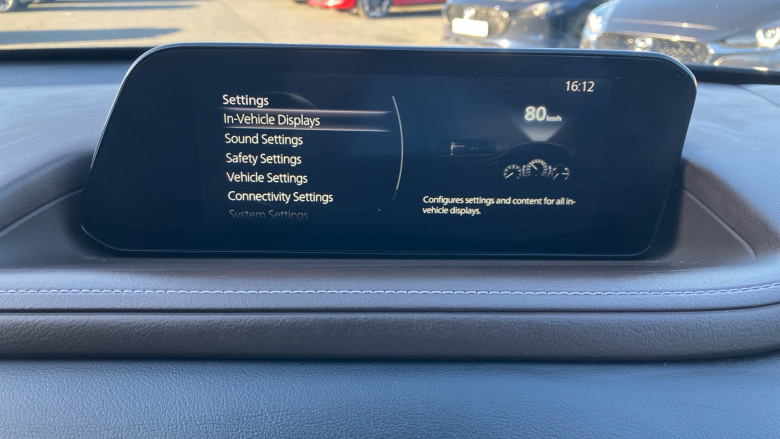 16:12
Settings
In-Vehicle Displays
Sound Settings
Safety Settings
Vehicle Settings
Connectivity Settings
System Settings
80 km/h
Configures settings and content for all in-
vehicle displays.